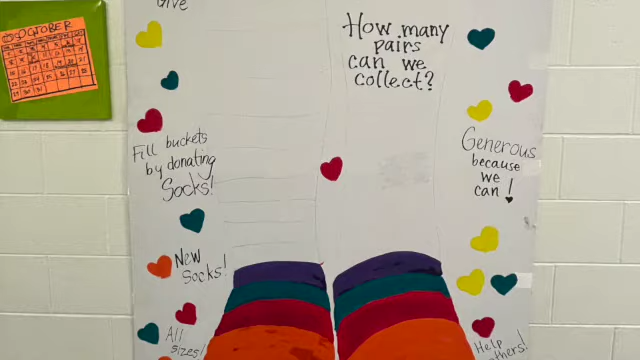 OCTOBER
Give
How many
pairs
can we
collect?
Fill buckets
by donating
Socks!
Generous
because
we
can!
New
Socks!
All
sizes!
Help